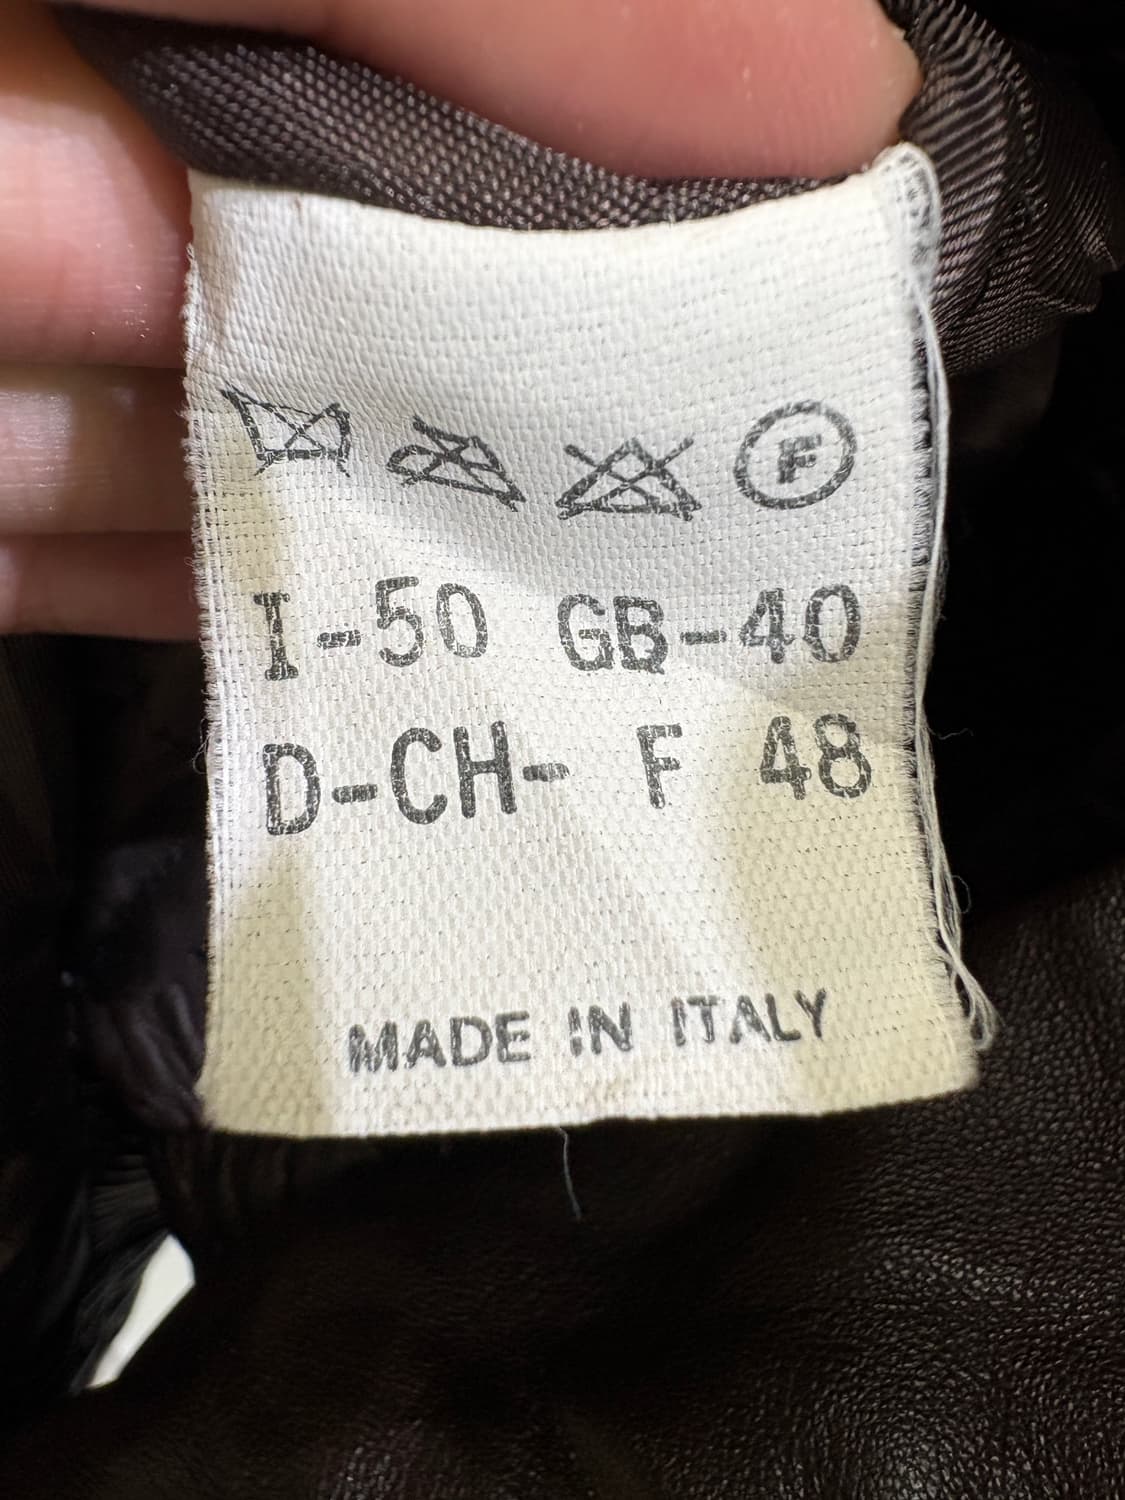 F
I-50 GB-40
D-CH- F 48
MADE IN ITALY